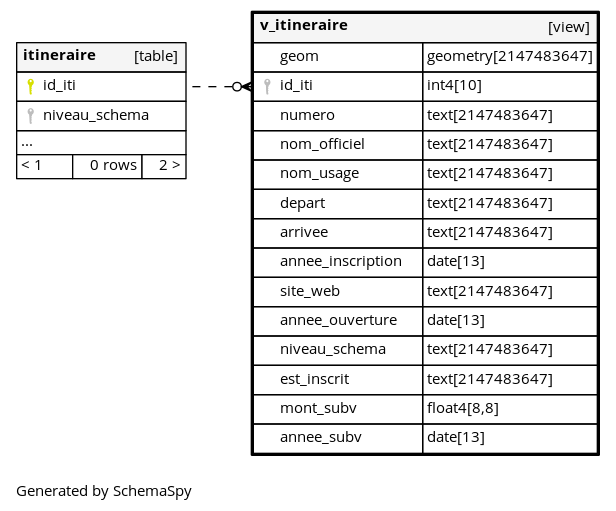 itineraire [table]
id_iti
niveau_schema
...
< 1 0 rows 2 >
v_itineraire [view]
geom geometry[2147483647]
id_iti int4[10]
numero text[2147483647]
nom_officiel text[2147483647]
nom_usage text[2147483647]
depart text[2147483647]
arrivee text[2147483647]
annee_inscription date[13]
site_web text[2147483647]
annee_ouverture date[13]
niveau_schema text[2147483647]
est_inscrit text[2147483647]
mont_subv float4[8,8]
annee_subv date[13]
Generated by SchemaSpy